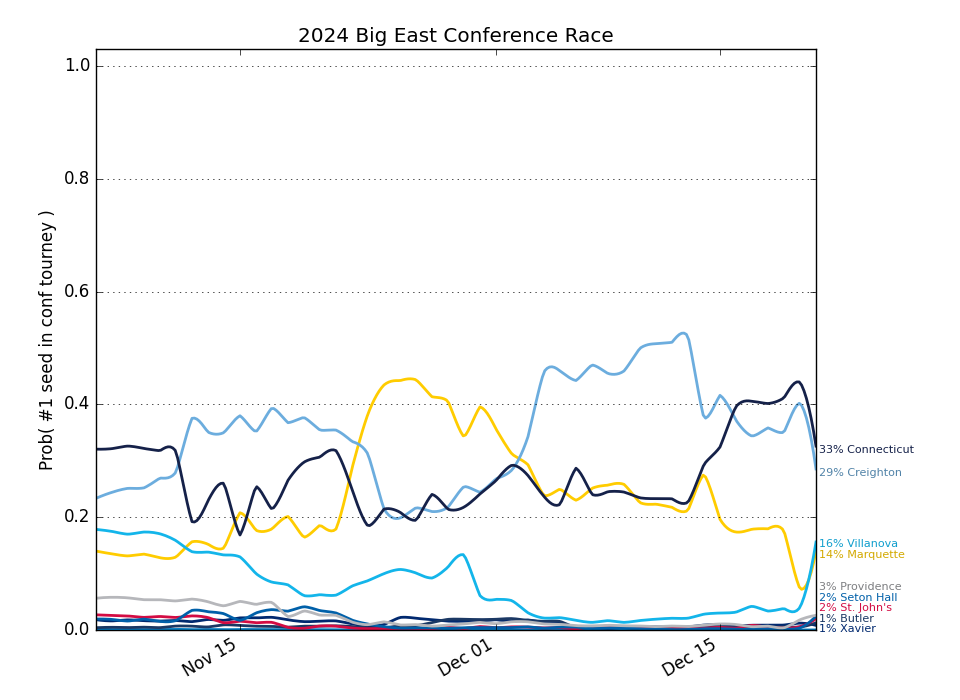 2024 Big East Conference Race
Prob( #1 seed in conf tourney )
1.0
0.8
0.6
0.4
0.2
0.0
Nov 15
Dec 01
Dec 15
33% Connecticut
29% Creighton
16% Villanova
14% Marquette
3% Providence
2% Seton Hall
2% St. John's
1% Butler
1% Xavier